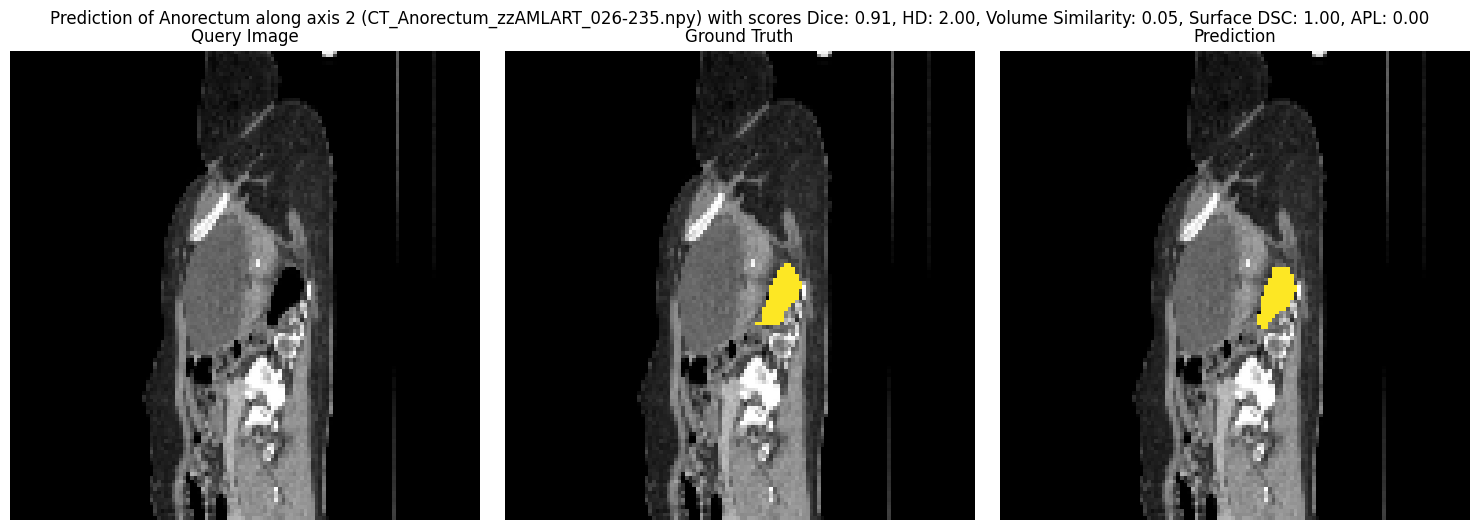 Prediction of Anorectum along axis 2 (CT_Anorectum_zzAMLART_026-235.npy) with scores Dice: 0.91, HD: 2.00, Volume Similarity: 0.05, Surface DSC: 1.00, APL: 0.00
Query Image
Ground Truth
Prediction